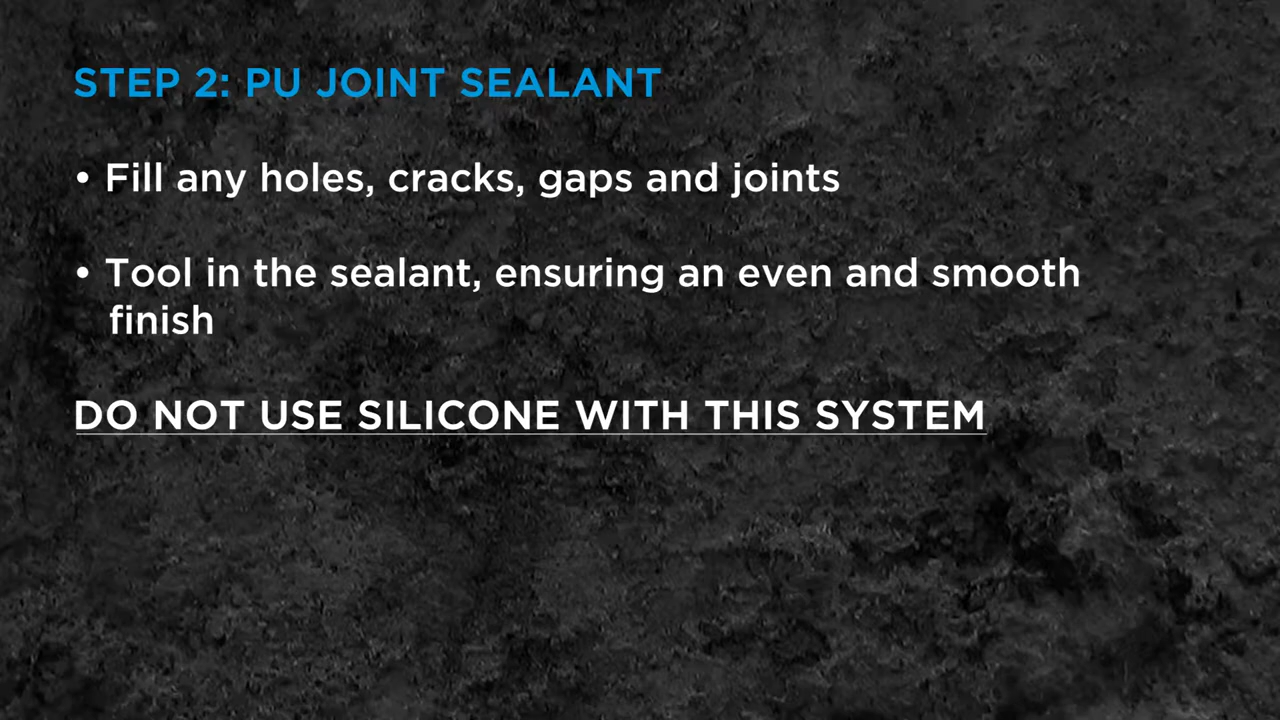 STEP 2: PU JOINT SEALANT
• Fill any holes, cracks, gaps and joints
• Tool in the sealant, ensuring an even and smooth
finish
DO NOT USE SILICONE WITH THIS SYSTEM